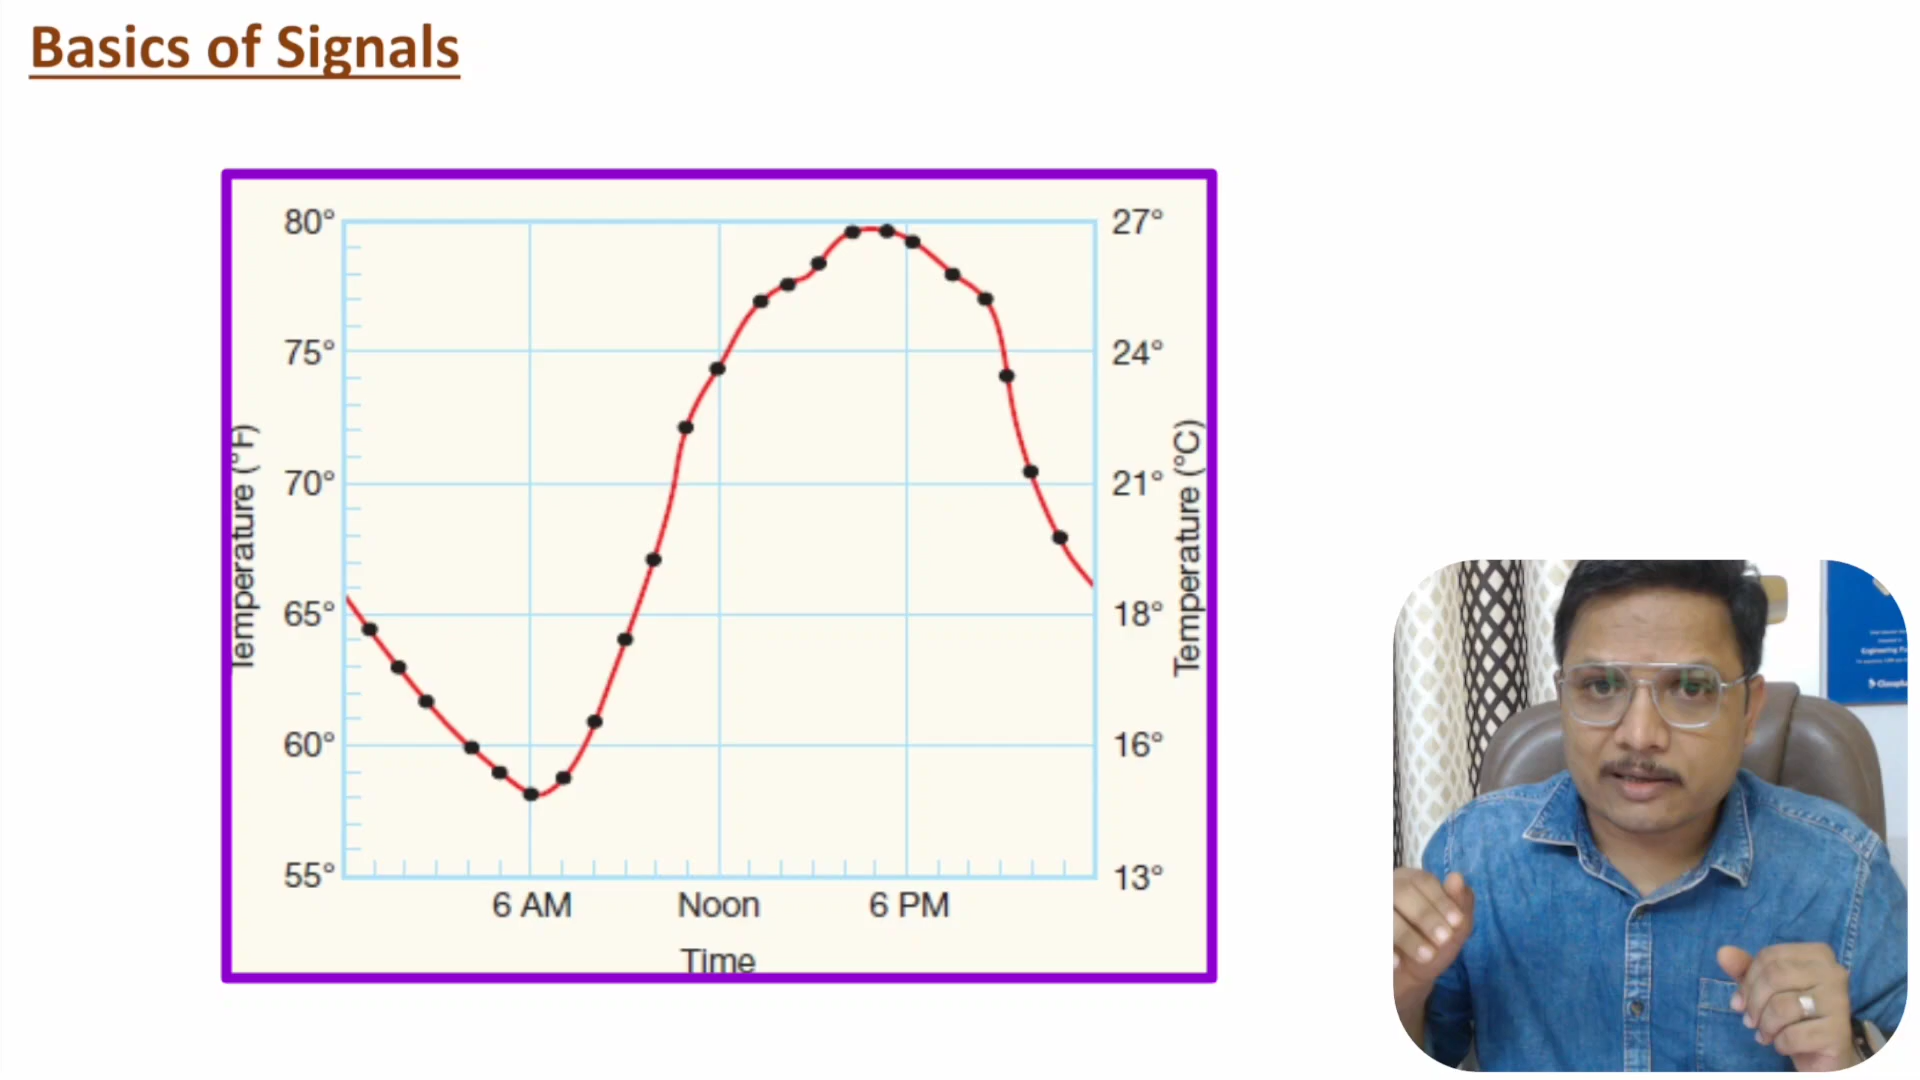 Basics of Signals
80°
75°
70°
65°
60°
55°
Temperature (°F)
27°
24°
21°
18°
16°
13°
Temperature (°C)
6 AM
Noon
6 PM
Time